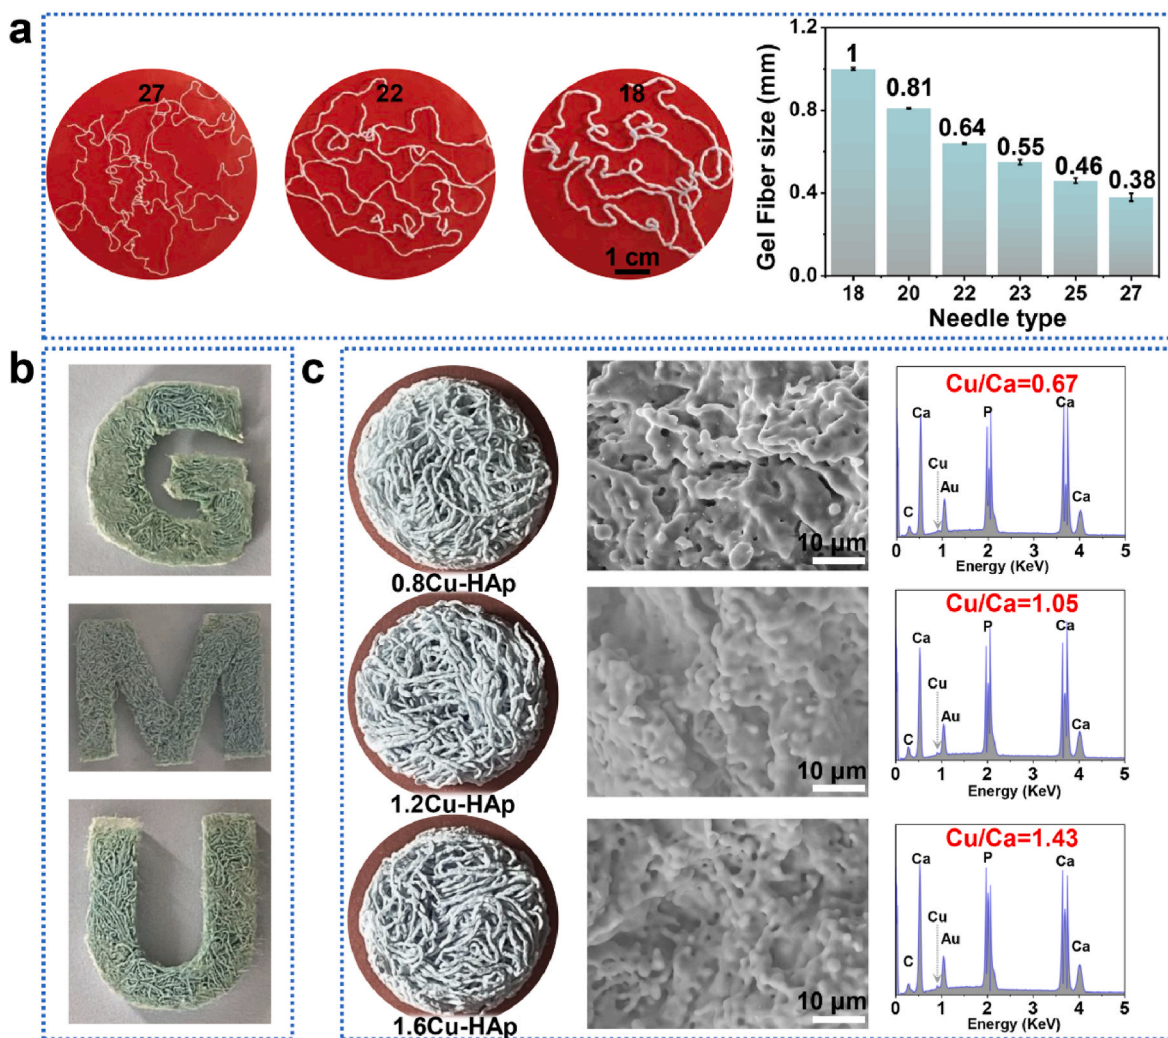 a
27
22
18
1 cm
Gel Fiber size (mm)
1.2
0.8
0.4
0.0
1
0.81
0.64
0.55
0.46
0.38
18 20 22 23 25 27
Needle type
b
c
0.8Cu-HAp
10 µm
Cu/Ca=0.67
C Ca Cu Au P Ca Ca
0 1 2 3 4 5
Energy (KeV)
1.2Cu-HAp
10 µm
Cu/Ca=1.05
C Ca Cu Au P Ca Ca
0 1 2 3 4 5
Energy (KeV)
1.6Cu-HAp
10 µm
Cu/Ca=1.43
C Ca Cu Au P Ca Ca
0 1 2 3 4 5
Energy (KeV)
G
M
U